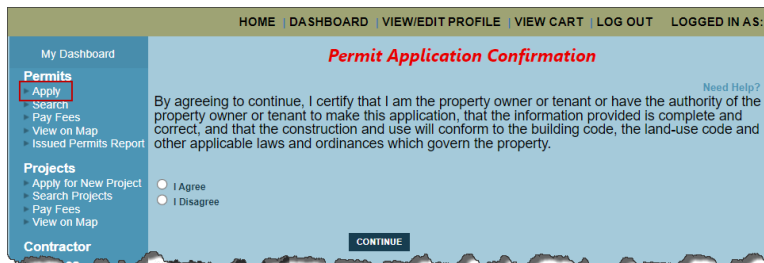 HOME | DASHBOARD | VIEW/EDIT PROFILE | VIEW CART | LOG OUT LOGGED IN AS:
My Dashboard
Permit Application Confirmation
Need Help?
Permits
Apply
Search
Pay Fees
View on Map
Issued Permits Report
By agreeing to continue, I certify that I am the property owner or tenant or have the authority of the
property owner or tenant to make this application, that the information provided is complete and
correct, and that the construction and use will conform to the building code, the land-use code and
other applicable laws and ordinances which govern the property.
Projects
Apply for New Project
Search Projects
Pay Fees
View on Map
I Agree
I Disagree
CONTINUE
Contractor